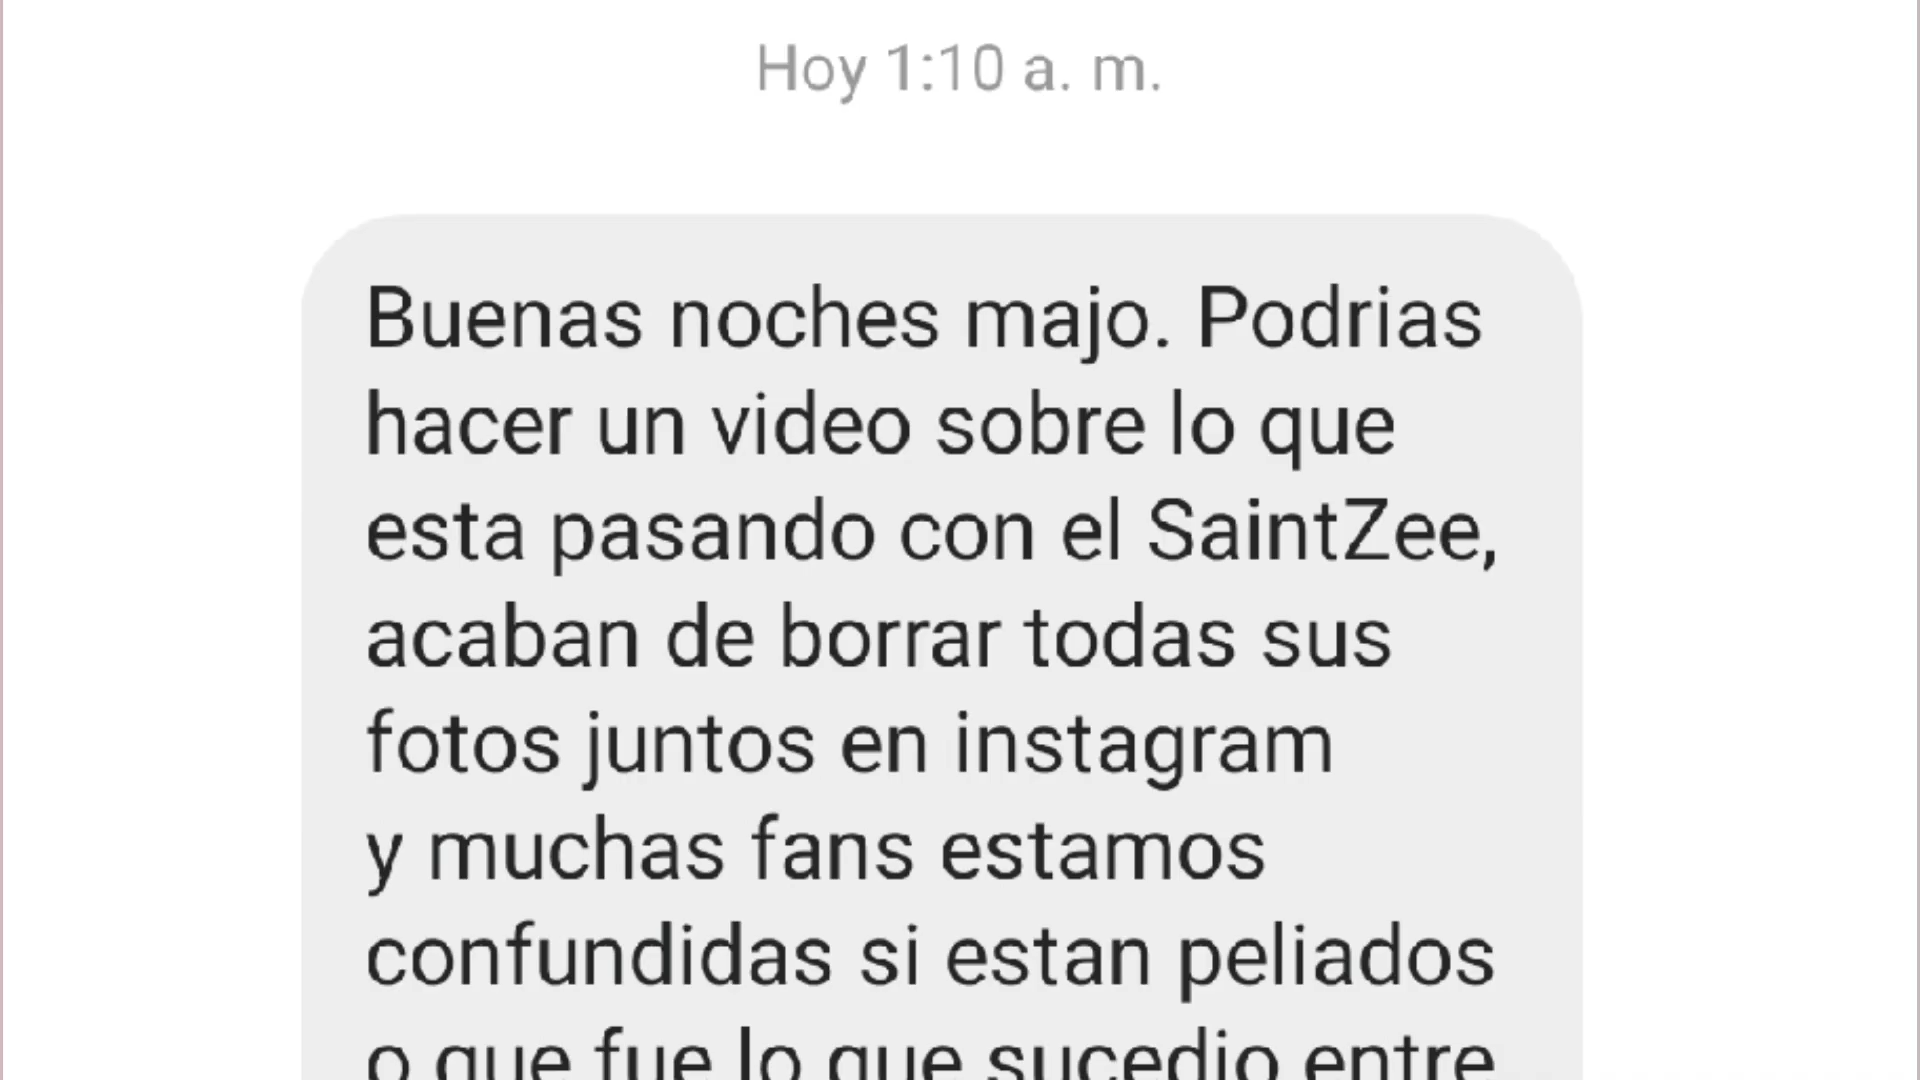 Hoy 1:10 a. m.
Buenas noches majo. Podrias
hacer un video sobre lo que
esta pasando con el SaintZee,
acaban de borrar todas sus
fotos juntos en instagram
y muchas fans estamos
confundidas si estan peliados
o que fue lo que sucedio entre